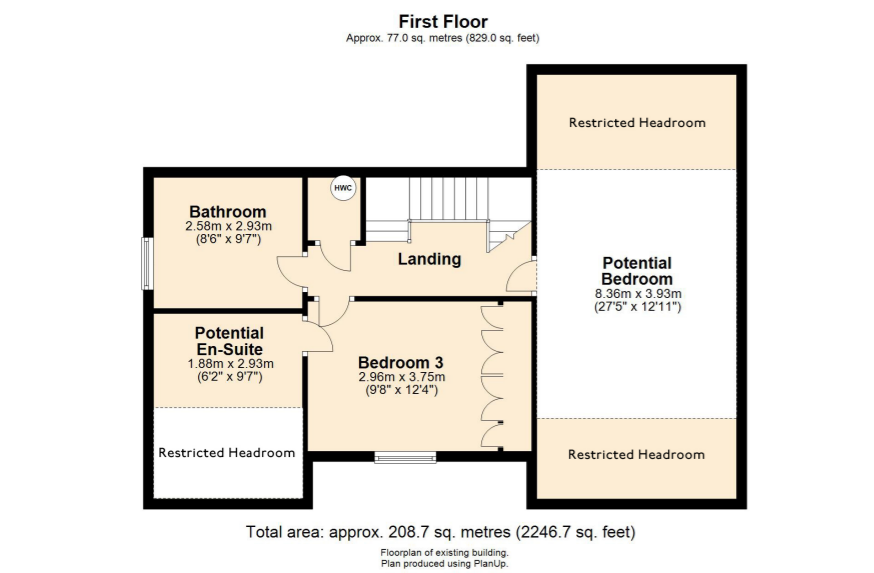 First Floor
Approx. 77.0 sq. metres (829.0 sq. feet)
Restricted Headroom
HWC
Bathroom
2.58m x 2.93m
(8'6" x 9'7")
Landing
Potential
Bedroom
8.36m x 3.93m
(27'5" x 12'11")
Potential
En-Suite
1.88m x 2.93m
(6'2" x 9'7")
Bedroom 3
2.96m x 3.75m
(9'8" x 12'4")
Restricted Headroom
Restricted Headroom
Total area: approx. 208.7 sq. metres (2246.7 sq. feet)
Floorplan of existing building.
Plan produced using PlanUp.